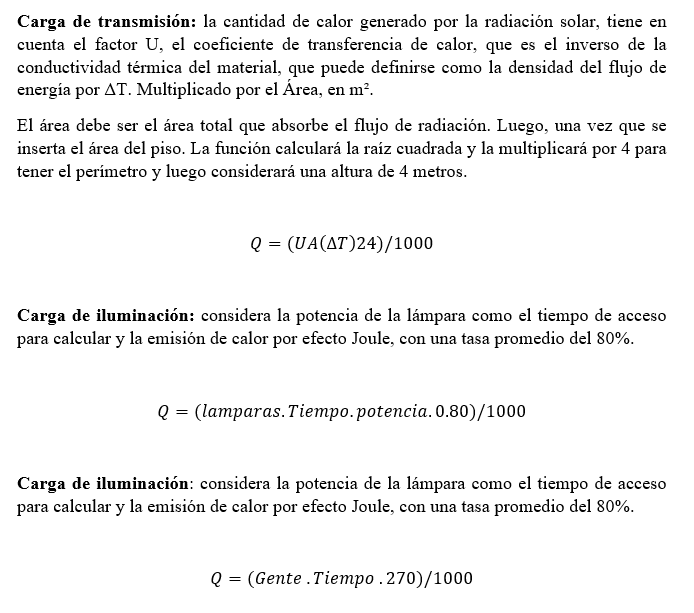 Carga de transmisión: la cantidad de calor generado por la radiación solar, tiene en
cuenta el factor U, el coeficiente de transferencia de calor, que es el inverso de la
conductividad térmica del material, que puede definirse como la densidad del flujo de
energía por ΔT. Multiplicado por el Área, en m².
El área debe ser el área total que absorbe el flujo de radiación. Luego, una vez que se
inserta el área del piso. La función calculará la raíz cuadrada y la multiplicará por 4 para
tener el perímetro y luego considerará una altura de 4 metros.
Q = (UA(ΔT)24)/1000
Carga de iluminación: considera la potencia de la lámpara como el tiempo de acceso
para calcular y la emisión de calor por efecto Joule, con una tasa promedio del 80%.
Q = (lamparas.Tiempo.potencia.0.80)/1000
Carga de iluminación: considera la potencia de la lámpara como el tiempo de acceso
para calcular y la emisión de calor por efecto Joule, con una tasa promedio del 80%.
Q = (Gente .Tiempo .270)/1000